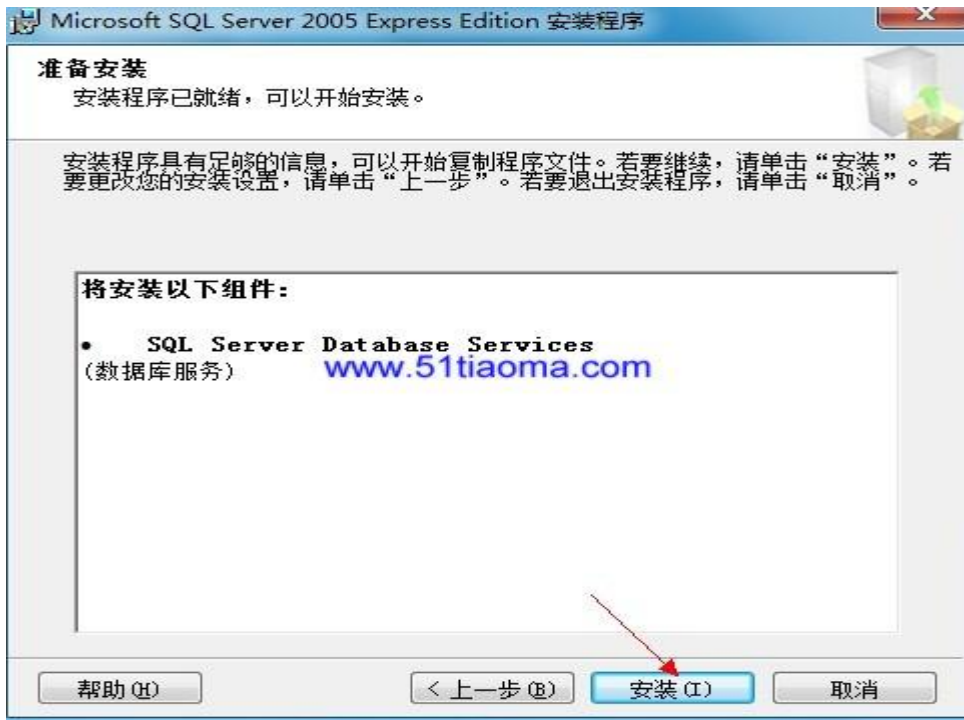 Microsoft SQL Server 2005 Express Edition 安装程序
准备安装
安装程序已就绪，可以开始安装。
安装程序具有足够的信息，可以开始复制程序文件。若要继续，请单击“安装”。若
要更改您的安装设置，请单击“上一步”。若要退出安装程序，请单击“取消”。
将安装以下组件:
• SQL Server Database Services
(数据库服务) www.51tiaoma.com
帮助(H) < 上一步(B) 安装(I) 取消